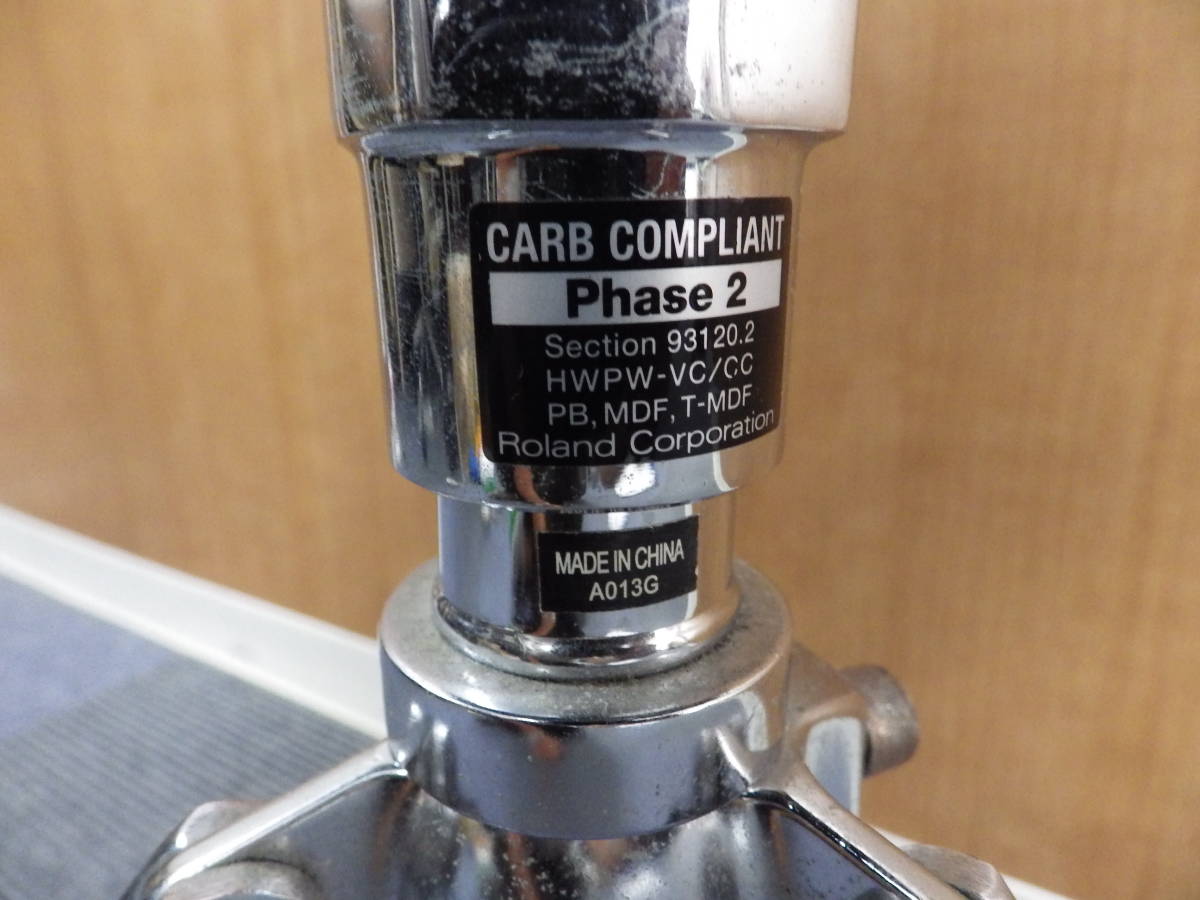 CARB COMPLIANT
Phase 2
Section 93120.2
HWPW-VC/CC
PB, MDF, T-MDF
Roland Corporation
MADE IN CHINA
A013G